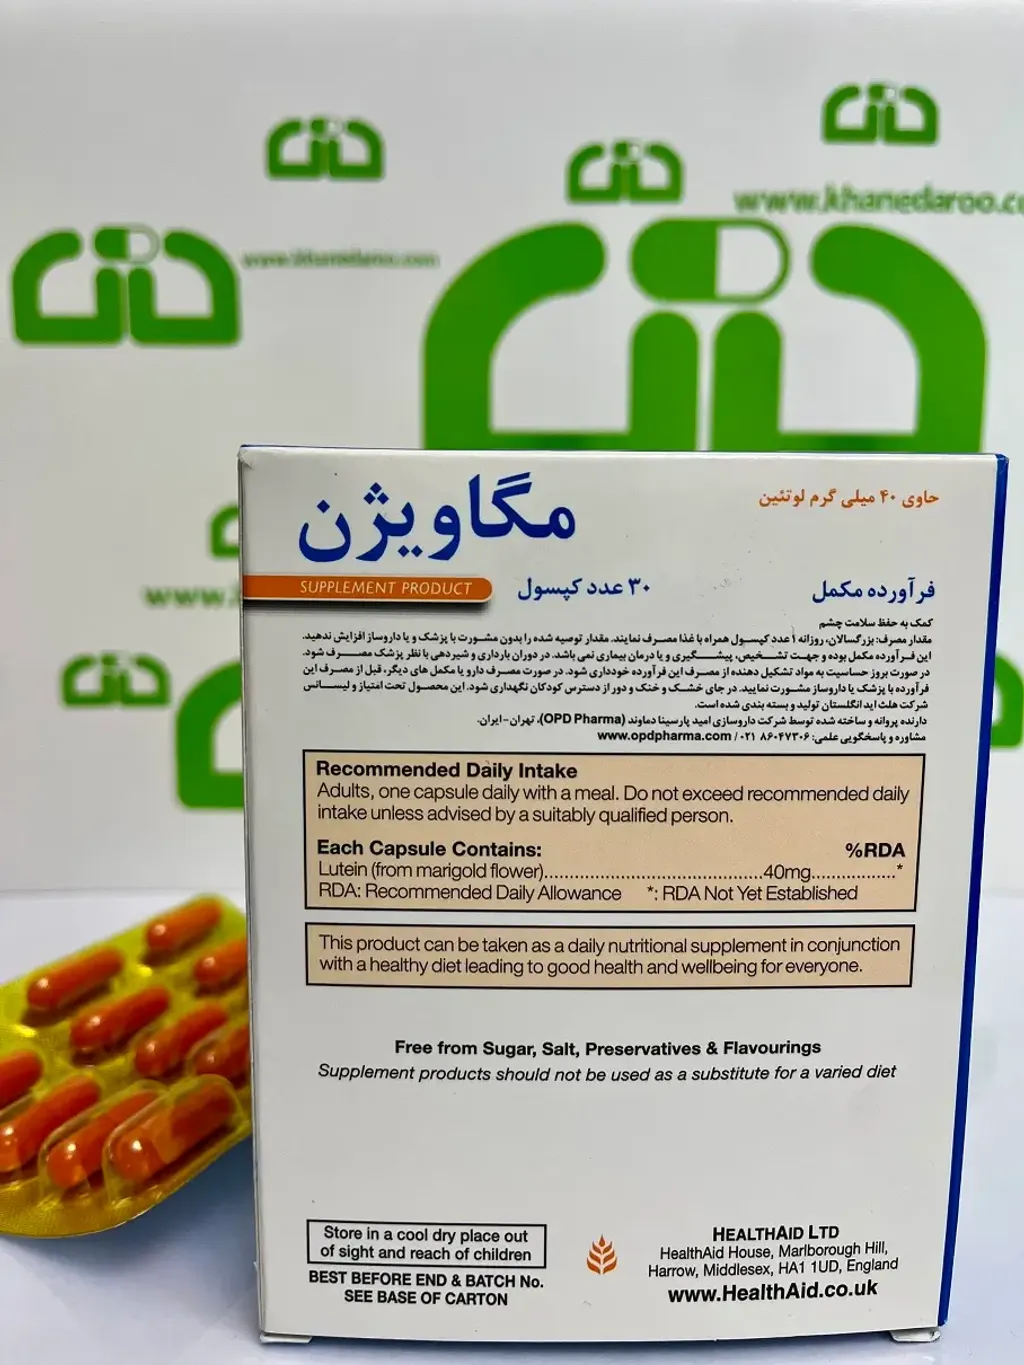 www.khanedaroo.co
www.khanedaroo.com
www.
حاوی ۴۰ میلی گرم لوتئین
مگاویژن
SUPPLEMENT PRODUCT
۳۰ عدد کپسول
فرآورده مکمل
کمک به حفظ سلامت چشم
مقدار مصرف: بزرگسالان، روزانه ۱ عدد کپسول همراه با غذا مصرف نمایند. مقدار توصیه شده را بدون مشورت با پزشک و یا داروساز افزایش ندهید.
این فرآورده مکمل بوده و جهت تشخیص، پیشگیری و یا درمان بیماری نمی باشد. در دوران بارداری و شیردهی با نظر پزشک مصرف شود.
در صورت بروز حساسیت به مواد تشکیل دهنده از مصرف این فرآورده خودداری شود. در صورت مصرف دارو یا مکمل های دیگر، قبل از مصرف این
فرآورده با پزشک یا داروساز مشورت نمایید. در جای خشک و خنک و دور از دسترس کودکان نگهداری شود. این محصول تحت امتیاز و لیسانس
شرکت هلث اید انگلستان تولید و بسته بندی شده است.
دارنده پروانه و ساخته شده توسط شرکت داروسازی امید پارسینا دماوند (OPD Pharma)، تهران-ایران.
مشاوره و پاسخگویی علمی: ۸۶۰۴۷۳۰۶ ۰۲۱ / www.opdpharma.com
Recommended Daily Intake
Adults, one capsule daily with a meal. Do not exceed recommended daily
intake unless advised by a suitably qualified person.
Each Capsule Contains: %RDA
Lutein (from marigold flower)..............................................40mg.................*
RDA: Recommended Daily Allowance *: RDA Not Yet Established
This product can be taken as a daily nutritional supplement in conjunction
with a healthy diet leading to good health and wellbeing for everyone.
Free from Sugar, Salt, Preservatives & Flavourings
Supplement products should not be used as a substitute for a varied diet
Store in a cool dry place out
of sight and reach of children
BEST BEFORE END & BATCH No.
SEE BASE OF CARTON
HEALTHAID LTD
HealthAid House, Marlborough Hill,
Harrow, Middlesex, HA1 1UD, England
www.HealthAid.co.uk